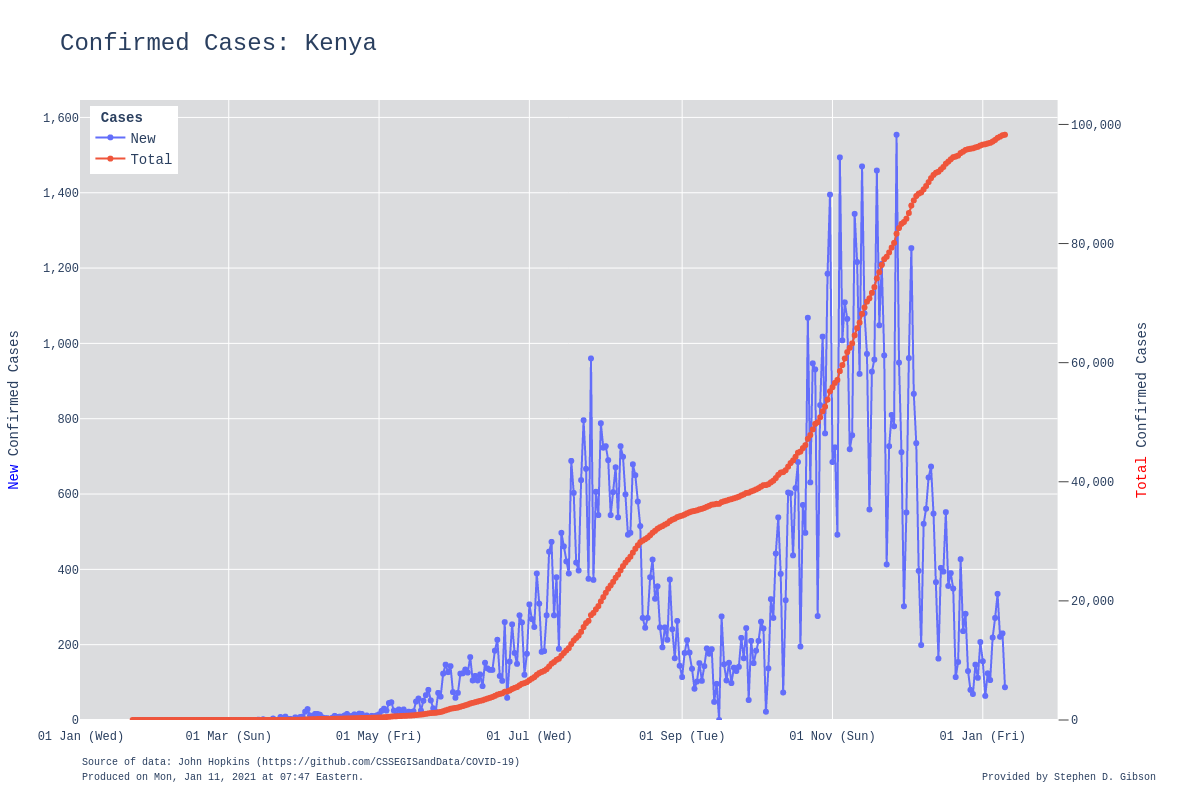 Confirmed Cases: Kenya
Cases
New
Total
1,600
1,400
1,200
1,000
800
600
400
200
0
100,000
80,000
60,000
40,000
20,000
0
New Confirmed Cases
Total Confirmed Cases
01 Jan (Wed)
01 Mar (Sun)
01 May (Fri)
01 Jul (Wed)
01 Sep (Tue)
01 Nov (Sun)
01 Jan (Fri)
Source of data: John Hopkins (https://github.com/CSSEGISandData/COVID-19)
Produced on Mon, Jan 11, 2021 at 07:47 Eastern.
Provided by Stephen D. Gibson